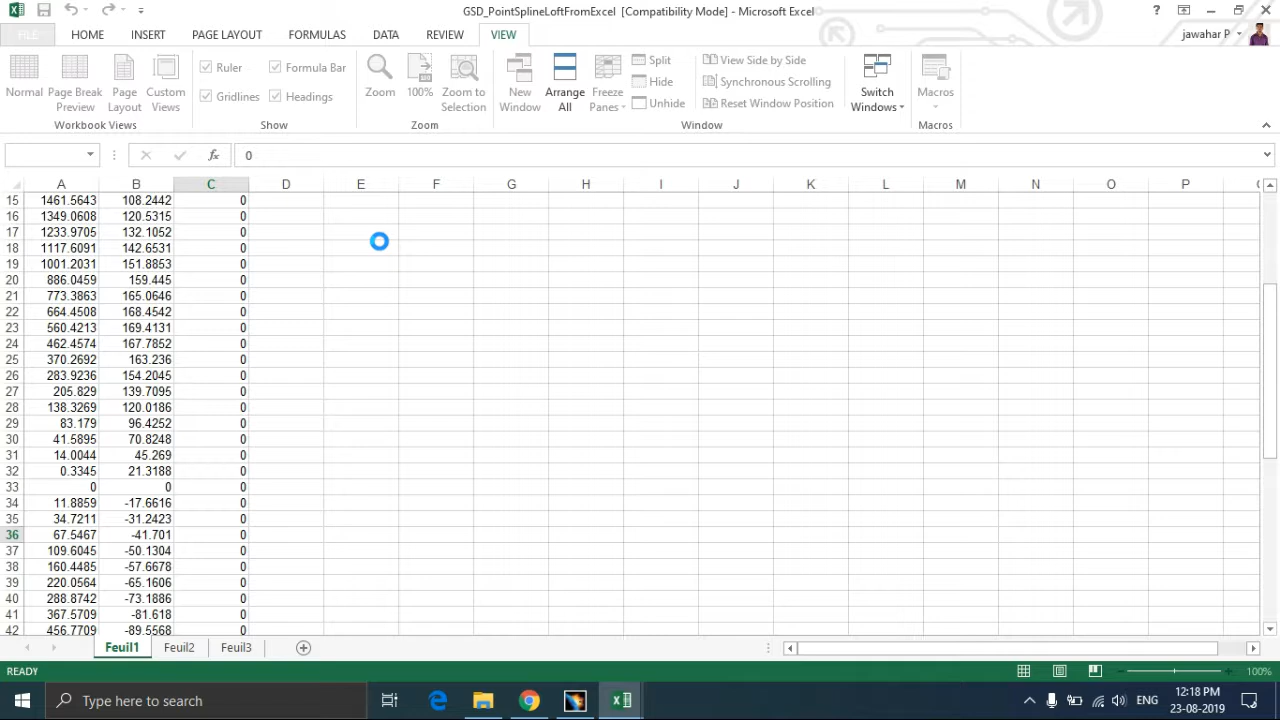 GSD_PointSplineLoftFromExcel [Compatibility Mode] - Microsoft Excel
FILE HOME INSERT PAGE LAYOUT FORMULAS DATA REVIEW VIEW jawahar P
Normal Page Break Preview Page Layout Custom Views
Workbook Views
Ruler Formula Bar
Gridlines Headings
Show
Zoom 100% Zoom to Selection
Zoom
New Window Arrange All Freeze Panes
Split
Hide
Unhide
View Side by Side
Synchronous Scrolling
Reset Window Position
Switch Windows
Window
Macros
Macros
fx 0
A B C D E F G H I J K L M N O P
15 1461.5643 108.2442 0
16 1349.0608 120.5315 0
17 1233.9705 132.1052 0
18 1117.6091 142.6531 0
19 1001.2031 151.8853 0
20 886.0459 159.445 0
21 773.3863 165.0646 0
22 664.4508 168.4542 0
23 560.4213 169.4131 0
24 462.4574 167.7852 0
25 370.2692 163.236 0
26 283.9236 154.2045 0
27 205.829 139.7095 0
28 138.3269 120.0186 0
29 83.179 96.4252 0
30 41.5895 70.8248 0
31 14.0044 45.269 0
32 0.3345 21.3188 0
33 0 0 0
34 11.8859 -17.6616 0
35 34.7211 -31.2423 0
36 67.5467 -41.701 0
37 109.6045 -50.1304 0
38 160.4485 -57.6678 0
39 220.0564 -65.1606 0
40 288.8742 -73.1886 0
41 367.5709 -81.618 0
42 456.7709 -89.5568 0
Feuil1 Feuil2 Feuil3
READY 100%
Type here to search ENG 12:18 PM
23-08-2019